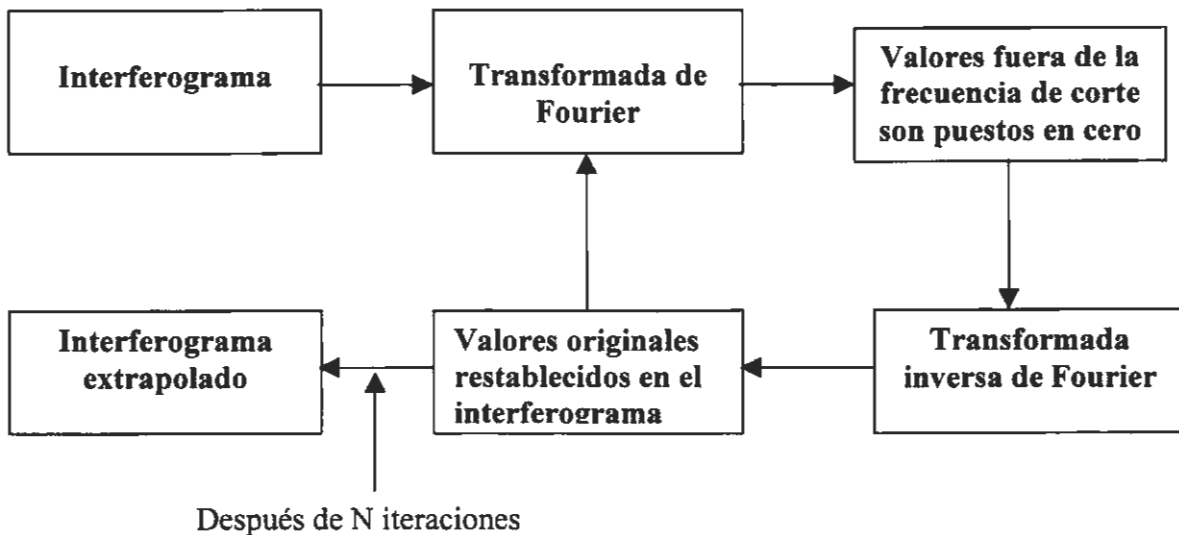 Interferograma
Transformada de
Fourier
Valores fuera de la
frecuencia de corte
son puestos en cero
Interferograma
extrapolado
Valores originales
restablecidos en el
interferograma
Transformada
inversa de Fourier
Después de N iteraciones